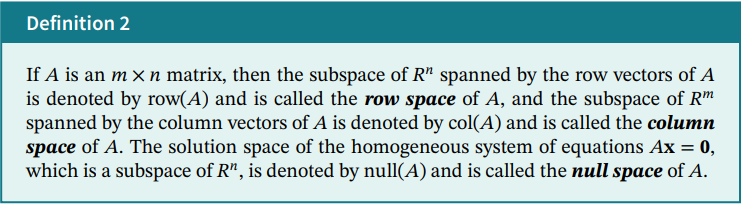 Definition 2
If A is an m × n matrix, then the subspace of Rⁿ spanned by the row vectors of A
is denoted by row(A) and is called the row space of A, and the subspace of Rᵐ
spanned by the column vectors of A is denoted by col(A) and is called the column
space of A. The solution space of the homogeneous system of equations Ax = 0,
which is a subspace of Rⁿ, is denoted by null(A) and is called the null space of A.